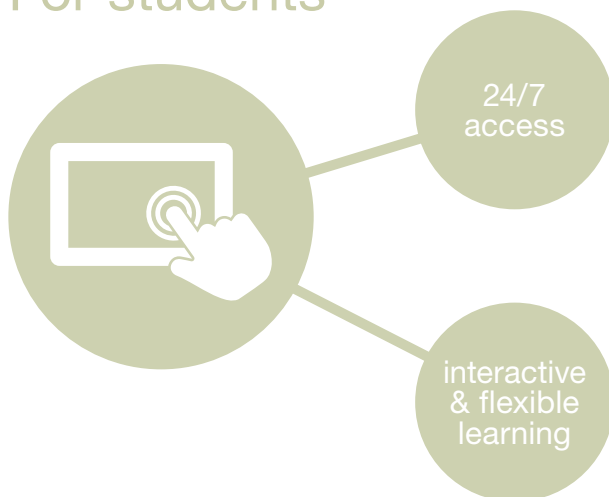 For students
24/7
access
interactive
& flexible
learning